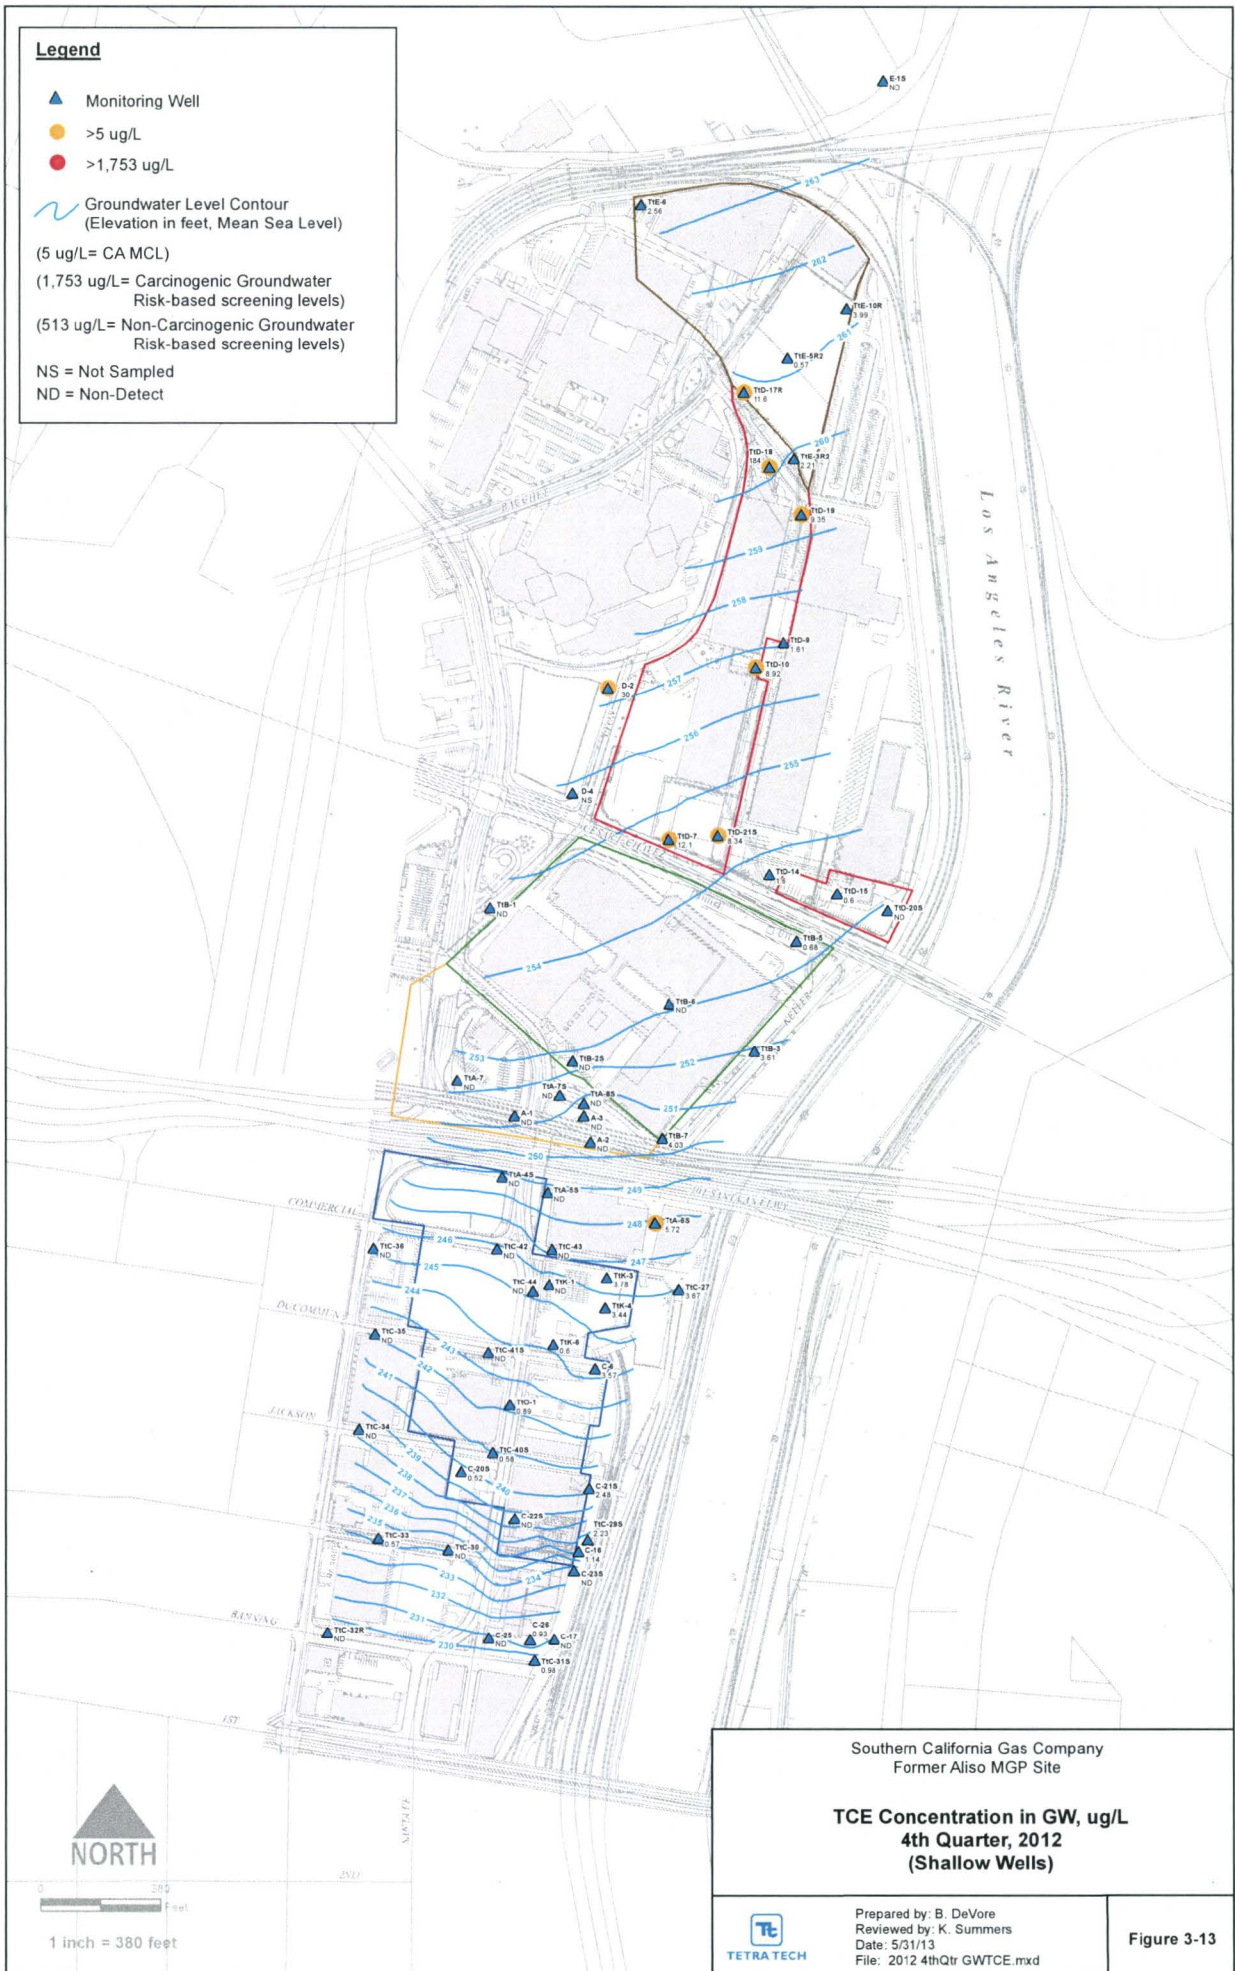 Legend
Monitoring Well
>5 ug/L
>1,753 ug/L
Groundwater Level Contour
(Elevation in feet, Mean Sea Level)
(5 ug/L= CA MCL)
(1,753 ug/L= Carcinogenic Groundwater
Risk-based screening levels)
(513 ug/L= Non-Carcinogenic Groundwater
Risk-based screening levels)
NS = Not Sampled
ND = Non-Detect
E-1S
ND
263
TtE-6
2.56
262
TtE-10R
3.99
261
TtE-5R2
0.57
TtD-17R
11.6
260
TtD-18
184
TtE-3R2
2.21
TtD-19
9.35
Los Angeles River
259
258
TtD-9
1.61
TtD-10
8.92
257
D-2
30
256
255
D-4
NS
CESAR CHAVEZ
TtD-7
12.1
TtD-21S
8.34
TtD-14
1.8
TtD-15
0.6
TtD-20S
ND
TtB-1
ND
TtB-5
0.68
254
TtB-6
ND
KELLER
253
TtB-2S
ND
252
TtB-3
3.61
TtA-7
ND
TtA-7S
ND
TtA-8S
ND
251
A-1
ND
A-3
ND
A-2
ND
TtB-7
4.03
250
TtA-4S
ND
TtA-5S
ND
249
248
TtA-6S
5.72
COMMERCIAL
246
TtC-36
ND
TtC-42
ND
TtC-43
ND
247
245
TtC-44
ND
TtK-1
ND
TtK-3
3.78
TtC-27
3.67
244
TtK-4
3.44
DUCOMMUN
TtC-35
ND
243
TtC-41S
ND
TtK-6
0.6
242
C-4
3.57
241
TtO-1
0.89
JACKSON
TtC-34
ND
TtC-40S
0.58
239
238
C-20S
0.52
240
237
C-21S
2.48
236
C-22S
ND
235
TtC-33
0.57
TtC-29S
2.23
TtC-30
ND
C-16
1.14
233
234
C-23S
ND
232
BANNING
231
TtC-32R
ND
230
C-25
ND
C-26
0.93
C-17
ND
TtC-31S
0.98
1ST
2ND
NORTH
0 380
Feet
1 inch = 380 feet
Southern California Gas Company
Former Aliso MGP Site
TCE Concentration in GW, ug/L
4th Quarter, 2012
(Shallow Wells)
Tt
TETRA TECH
Prepared by: B. DeVore
Reviewed by: K. Summers
Date: 5/31/13
File: 2012 4thQtr GWTCE.mxd
Figure 3-13